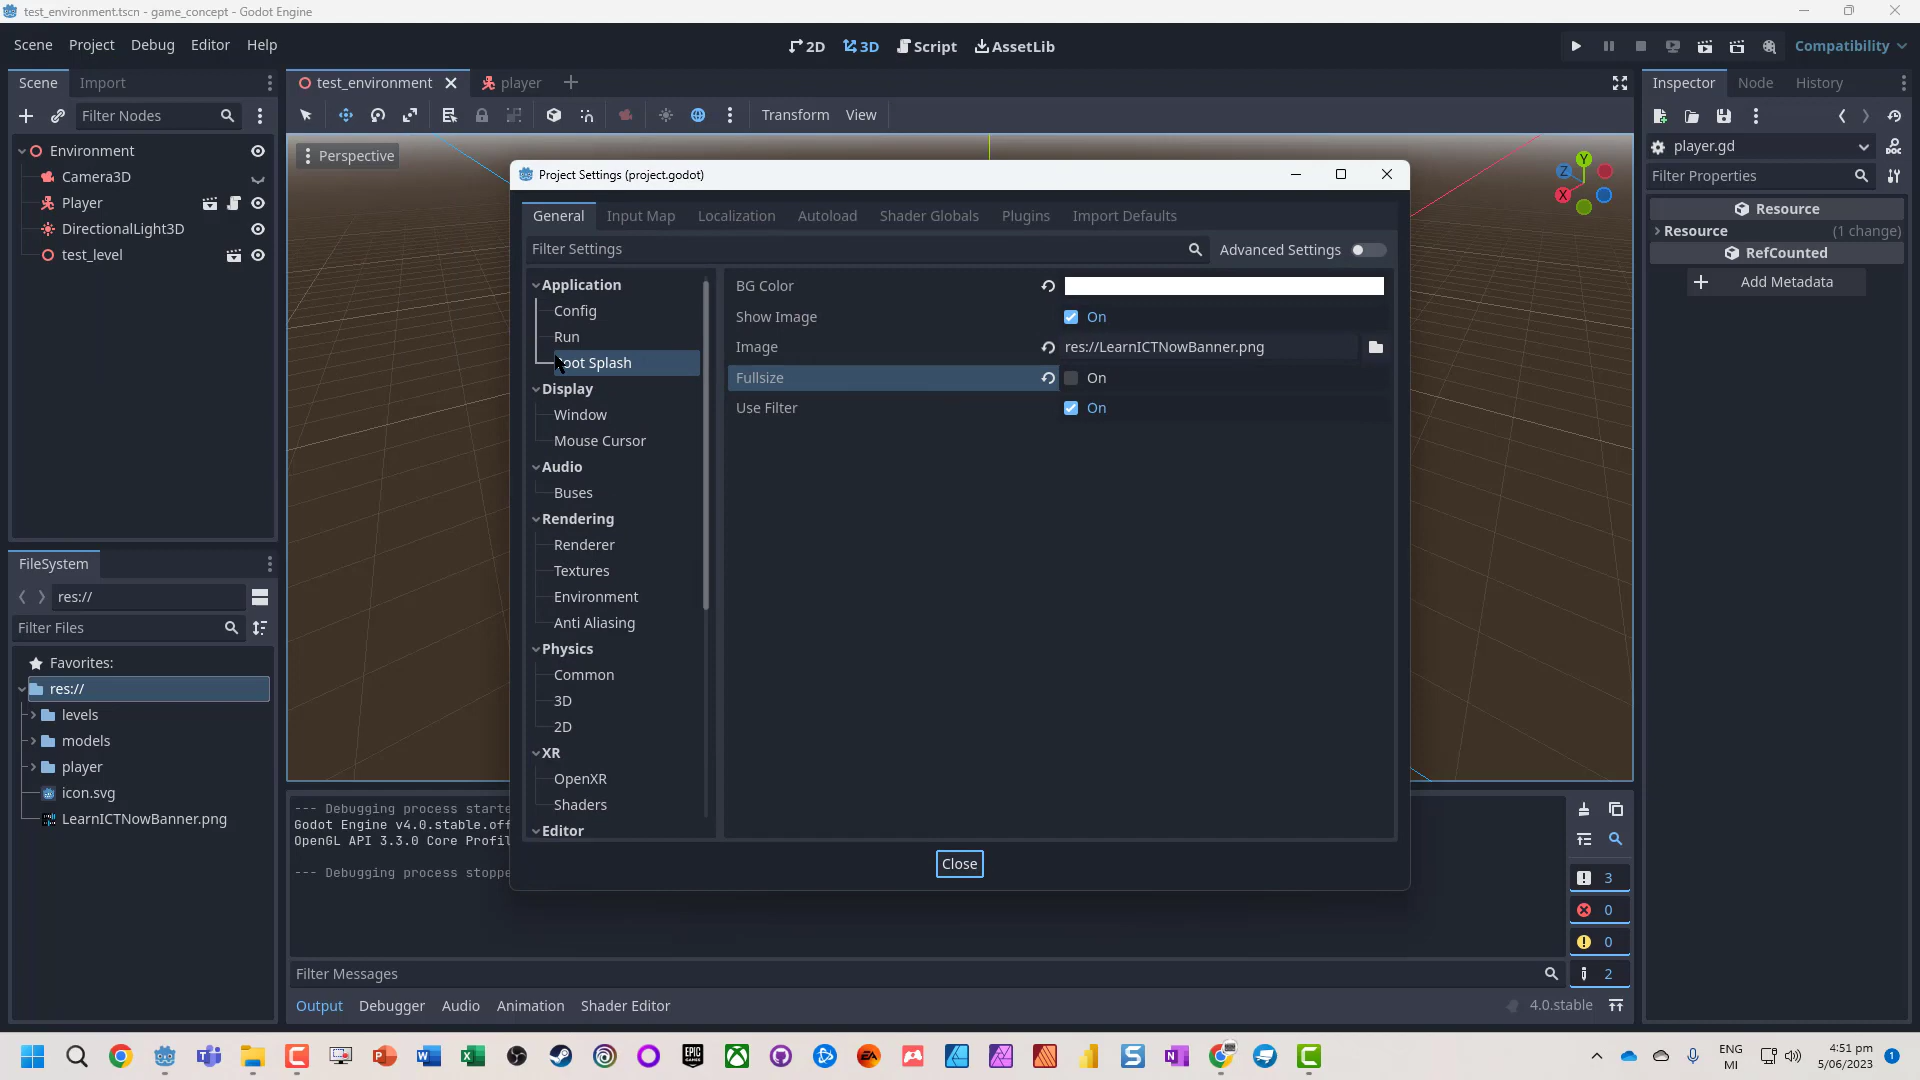 test_environment.tscn - game_concept - Godot Engine
Scene Project Debug Editor Help
2D 3D Script AssetLib
Compatibility
Scene Import
test_environment player
Inspector Node History
Filter Nodes
Transform View
Environment
Perspective
Y
Z
X
player.gd
Camera3D
Project Settings (project.godot)
Filter Properties
Player
DirectionalLight3D
test_level
General Input Map Localization Autoload Shader Globals Plugins Import Defaults
Resource
Resource (1 change)
RefCounted
Add Metadata
Filter Settings Advanced Settings
Application
Config
Run
oot Splash
Display
Window
Mouse Cursor
Audio
Buses
Rendering
Renderer
Textures
Environment
Anti Aliasing
Physics
Common
3D
2D
XR
OpenXR
Shaders
Editor
BG Color
Show Image On
Image res://LearnICTNowBanner.png
Fullsize On
Use Filter On
Close
FileSystem
res://
Filter Files
Favorites:
res://
levels
models
player
icon.svg
LearnICTNowBanner.png
--- Debugging process starte
Godot Engine v4.0.stable.off
OpenGL API 3.3.0 Core Profil
--- Debugging process stoppe
3
0
0
2
Filter Messages
Output Debugger Audio Animation Shader Editor
4.0.stable
ENG
MI
4:51 pm
5/06/2023
1